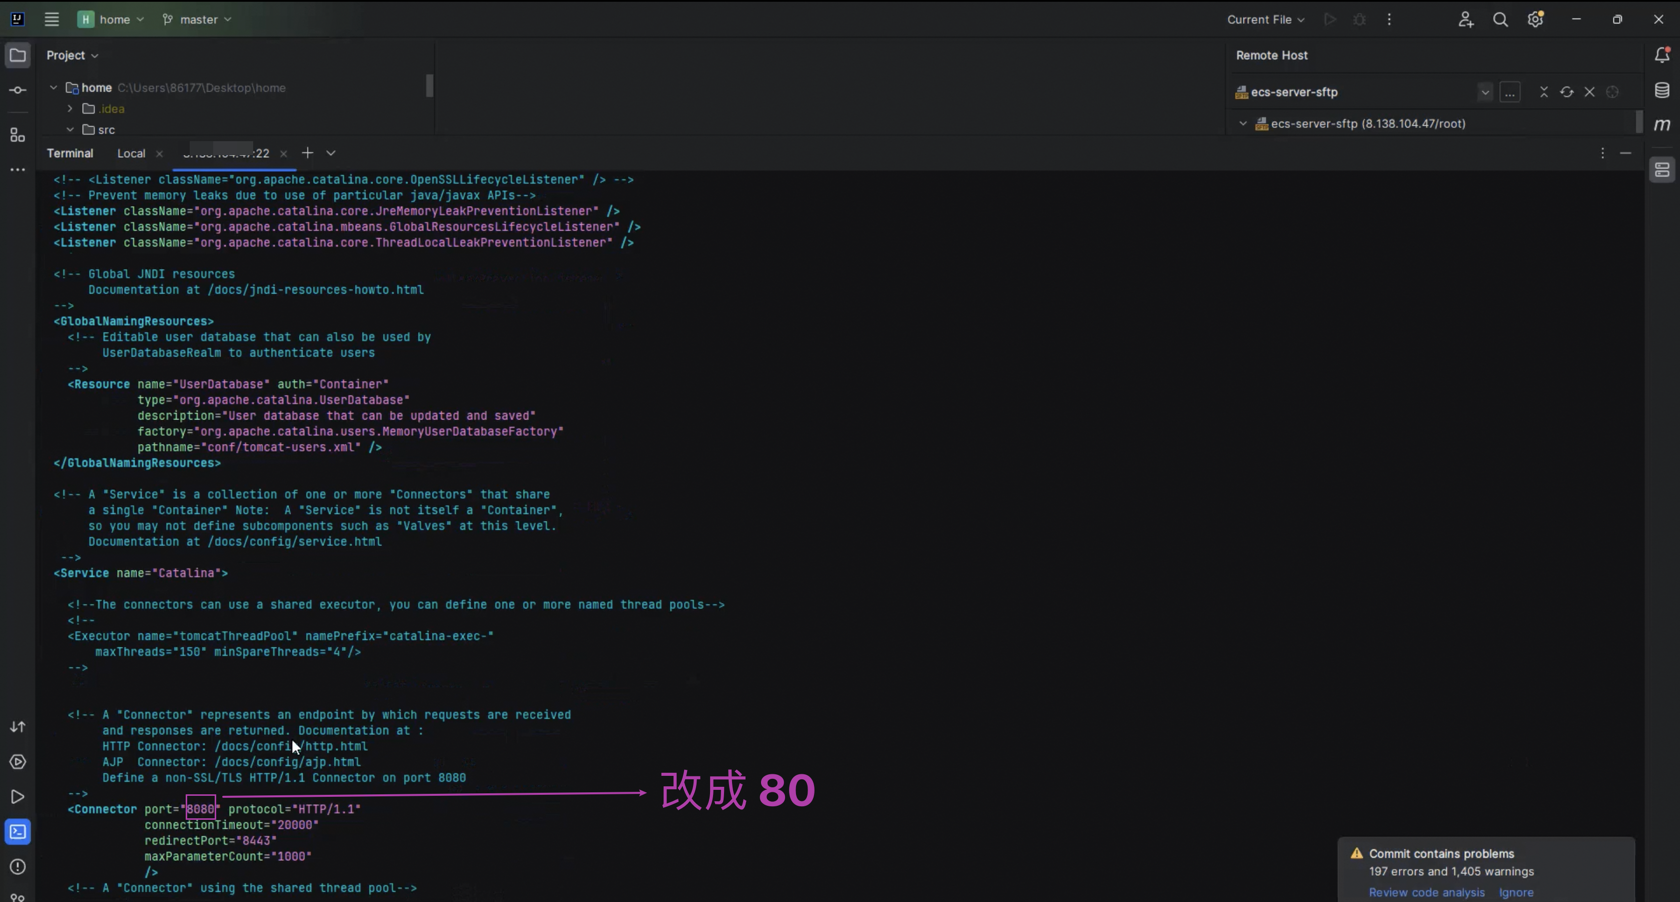 H home master Current File
Project
home C:\Users\86177\Desktop\home
.idea
src
Remote Host
ecs-server-sftp ...
ecs-server-sftp (8.138.104.47/root)
m
Terminal Local
<!-- <Listener className="org.apache.catalina.core.OpenSSLLifecycleListener" /> -->
<!-- Prevent memory leaks due to use of particular java/javax APIs-->
<Listener className="org.apache.catalina.core.JreMemoryLeakPreventionListener" />
<Listener className="org.apache.catalina.mbeans.GlobalResourcesLifecycleListener" />
<Listener className="org.apache.catalina.core.ThreadLocalLeakPreventionListener" />
<!-- Global JNDI resources
Documentation at /docs/jndi-resources-howto.html
-->
<GlobalNamingResources>
<!-- Editable user database that can also be used by
UserDatabaseRealm to authenticate users
-->
<Resource name="UserDatabase" auth="Container"
type="org.apache.catalina.UserDatabase"
description="User database that can be updated and saved"
factory="org.apache.catalina.users.MemoryUserDatabaseFactory"
pathname="conf/tomcat-users.xml" />
</GlobalNamingResources>
<!-- A "Service" is a collection of one or more "Connectors" that share
a single "Container" Note:  A "Service" is not itself a "Container",
so you may not define subcomponents such as "Valves" at this level.
Documentation at /docs/config/service.html
-->
<Service name="Catalina">
<!--The connectors can use a shared executor, you can define one or more named thread pools-->
<!--
<Executor name="tomcatThreadPool" namePrefix="catalina-exec-"
maxThreads="150" minSpareThreads="4"/>
-->
<!-- A "Connector" represents an endpoint by which requests are received
and responses are returned. Documentation at :
HTTP Connector: /docs/config/http.html
AJP  Connector: /docs/config/ajp.html
Define a non-SSL/TLS HTTP/1.1 Connector on port 8080
-->
<Connector port="8080" protocol="HTTP/1.1"
改成 80
connectionTimeout="20000"
redirectPort="8443"
maxParameterCount="1000"
/>
<!-- A "Connector" using the shared thread pool-->
Commit contains problems
197 errors and 1,405 warnings
Review code analysis Ignore